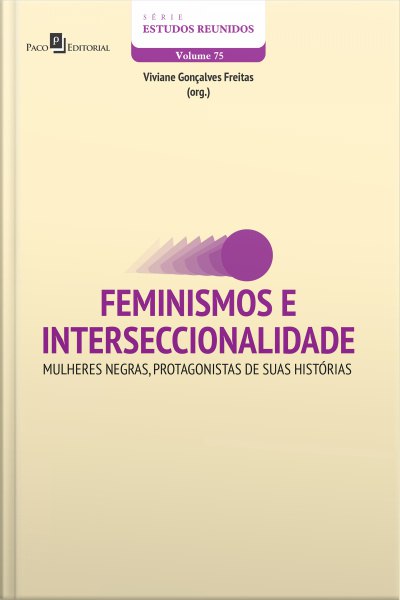 SÉRIE
ESTUDOS REUNIDOS
Volume 75
PACO P EDITORIAL
Viviane Gonçalves Freitas
(org.)
FEMINISMOS E
INTERSECCIONALIDADE
MULHERES NEGRAS, PROTAGONISTAS DE SUAS HISTÓRIAS